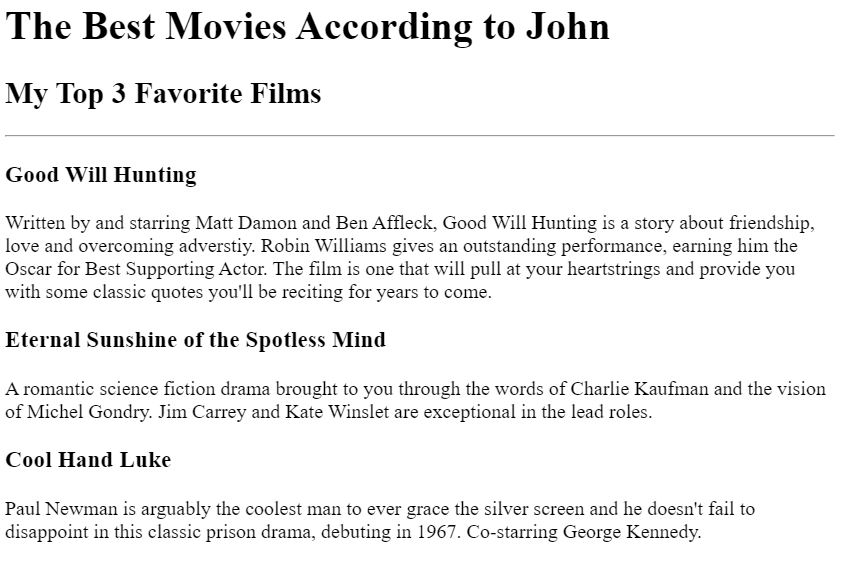 The Best Movies According to John
My Top 3 Favorite Films
Good Will Hunting
Written by and starring Matt Damon and Ben Affleck, Good Will Hunting is a story about friendship,
love and overcoming adverstiy. Robin Williams gives an outstanding performance, earning him the
Oscar for Best Supporting Actor. The film is one that will pull at your heartstrings and provide you
with some classic quotes you'll be reciting for years to come.
Eternal Sunshine of the Spotless Mind
A romantic science fiction drama brought to you through the words of Charlie Kaufman and the vision
of Michel Gondry. Jim Carrey and Kate Winslet are exceptional in the lead roles.
Cool Hand Luke
Paul Newman is arguably the coolest man to ever grace the silver screen and he doesn't fail to
disappoint in this classic prison drama, debuting in 1967. Co-starring George Kennedy.